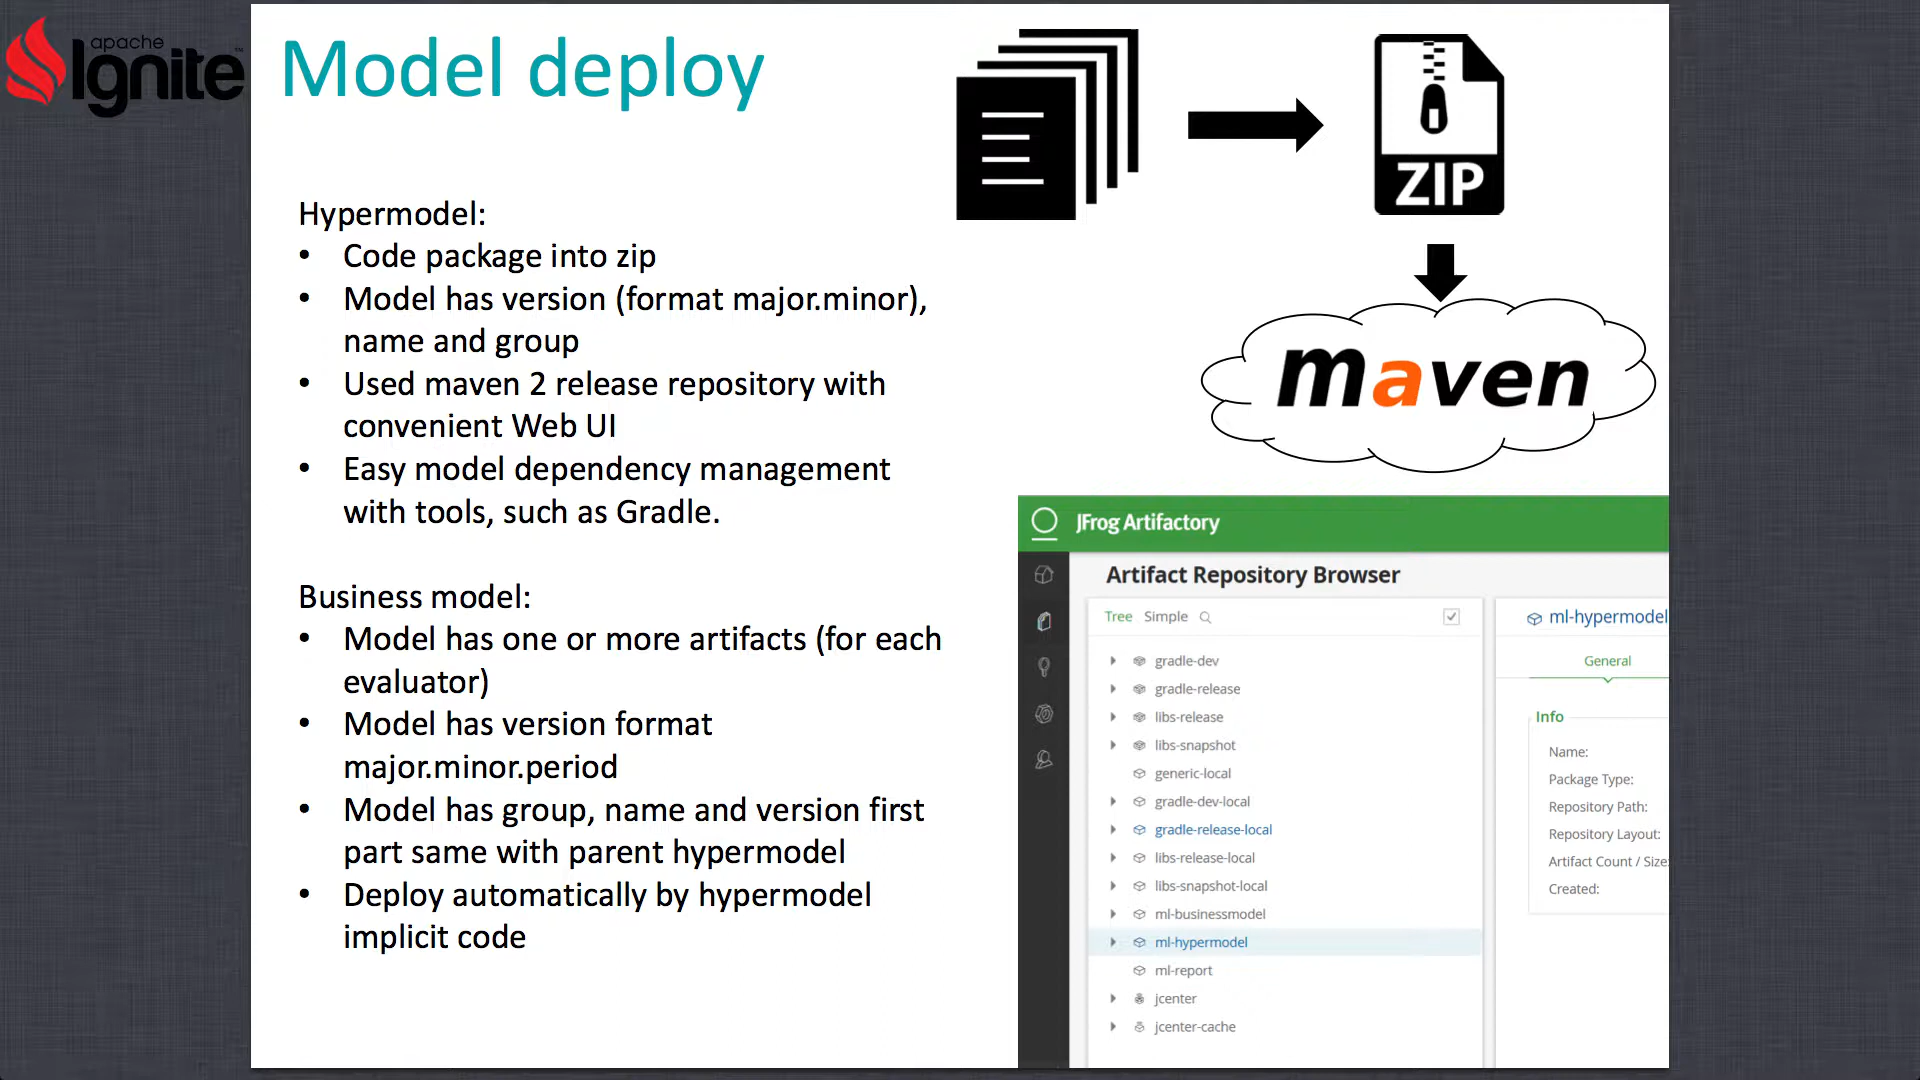 apache
Ignite
Model deploy
ZIP
Hypermodel:
• Code package into zip
• Model has version (format major.minor),
name and group
• Used maven 2 release repository with
convenient Web UI
• Easy model dependency management
with tools, such as Gradle.
maven
Business model:
• Model has one or more artifacts (for each
evaluator)
• Model has version format
major.minor.period
• Model has group, name and version first
part same with parent hypermodel
• Deploy automatically by hypermodel
implicit code
JFrog Artifactory
Artifact Repository Browser
Tree Simple
gradle-dev
gradle-release
libs-release
libs-snapshot
generic-local
gradle-dev-local
gradle-release-local
libs-release-local
libs-snapshot-local
ml-businessmodel
ml-hypermodel
ml-report
jcenter
jcenter-cache
ml-hypermodel
General
Info
Name:
Package Type:
Repository Path:
Repository Layout:
Artifact Count / Size:
Created: